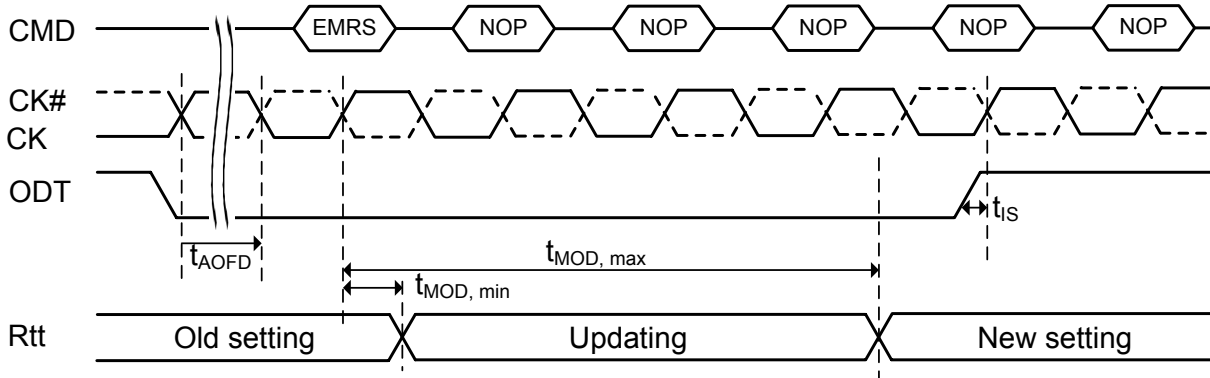 CMD EMRS NOP NOP NOP NOP NOP
CK#
CK
ODT
tIS
tAOFD
tMOD, max
tMOD, min
Rtt Old setting Updating New setting